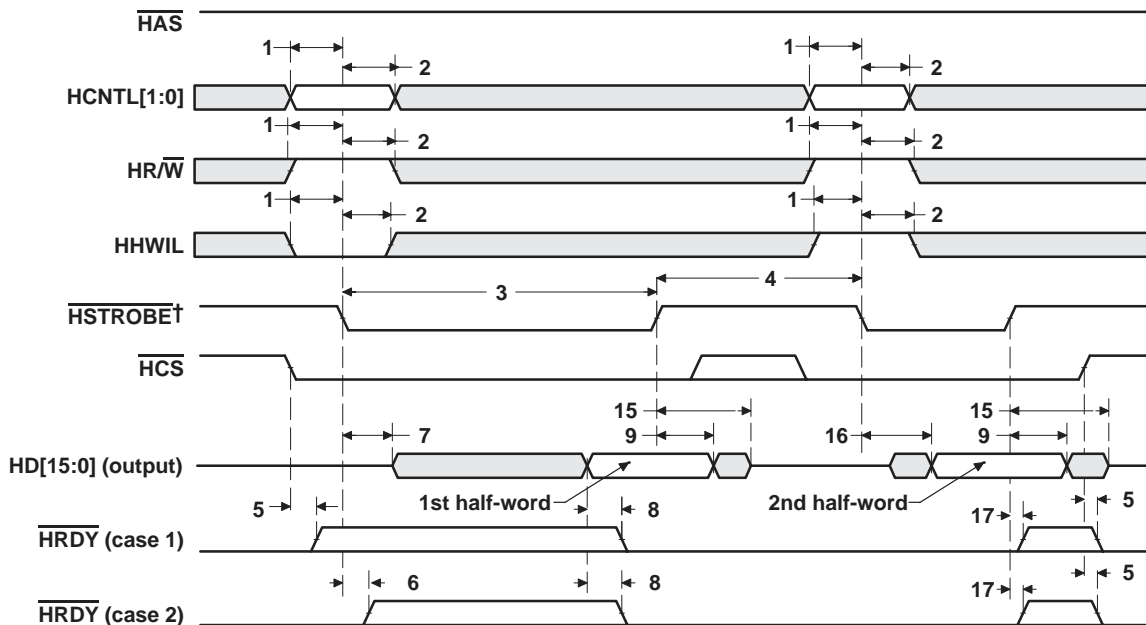 HAS
1 1
2 2
HCNTL[1:0]
1 1
2 2
HR/W
1 1
2 2
HHWIL
3 4
HSTROBE†
HCS
15 15
7 9 16 9
HD[15:0] (output)
1st half-word 2nd half-word
5 8 17 5
HRDY (case 1)
6 8 17 5
HRDY (case 2)